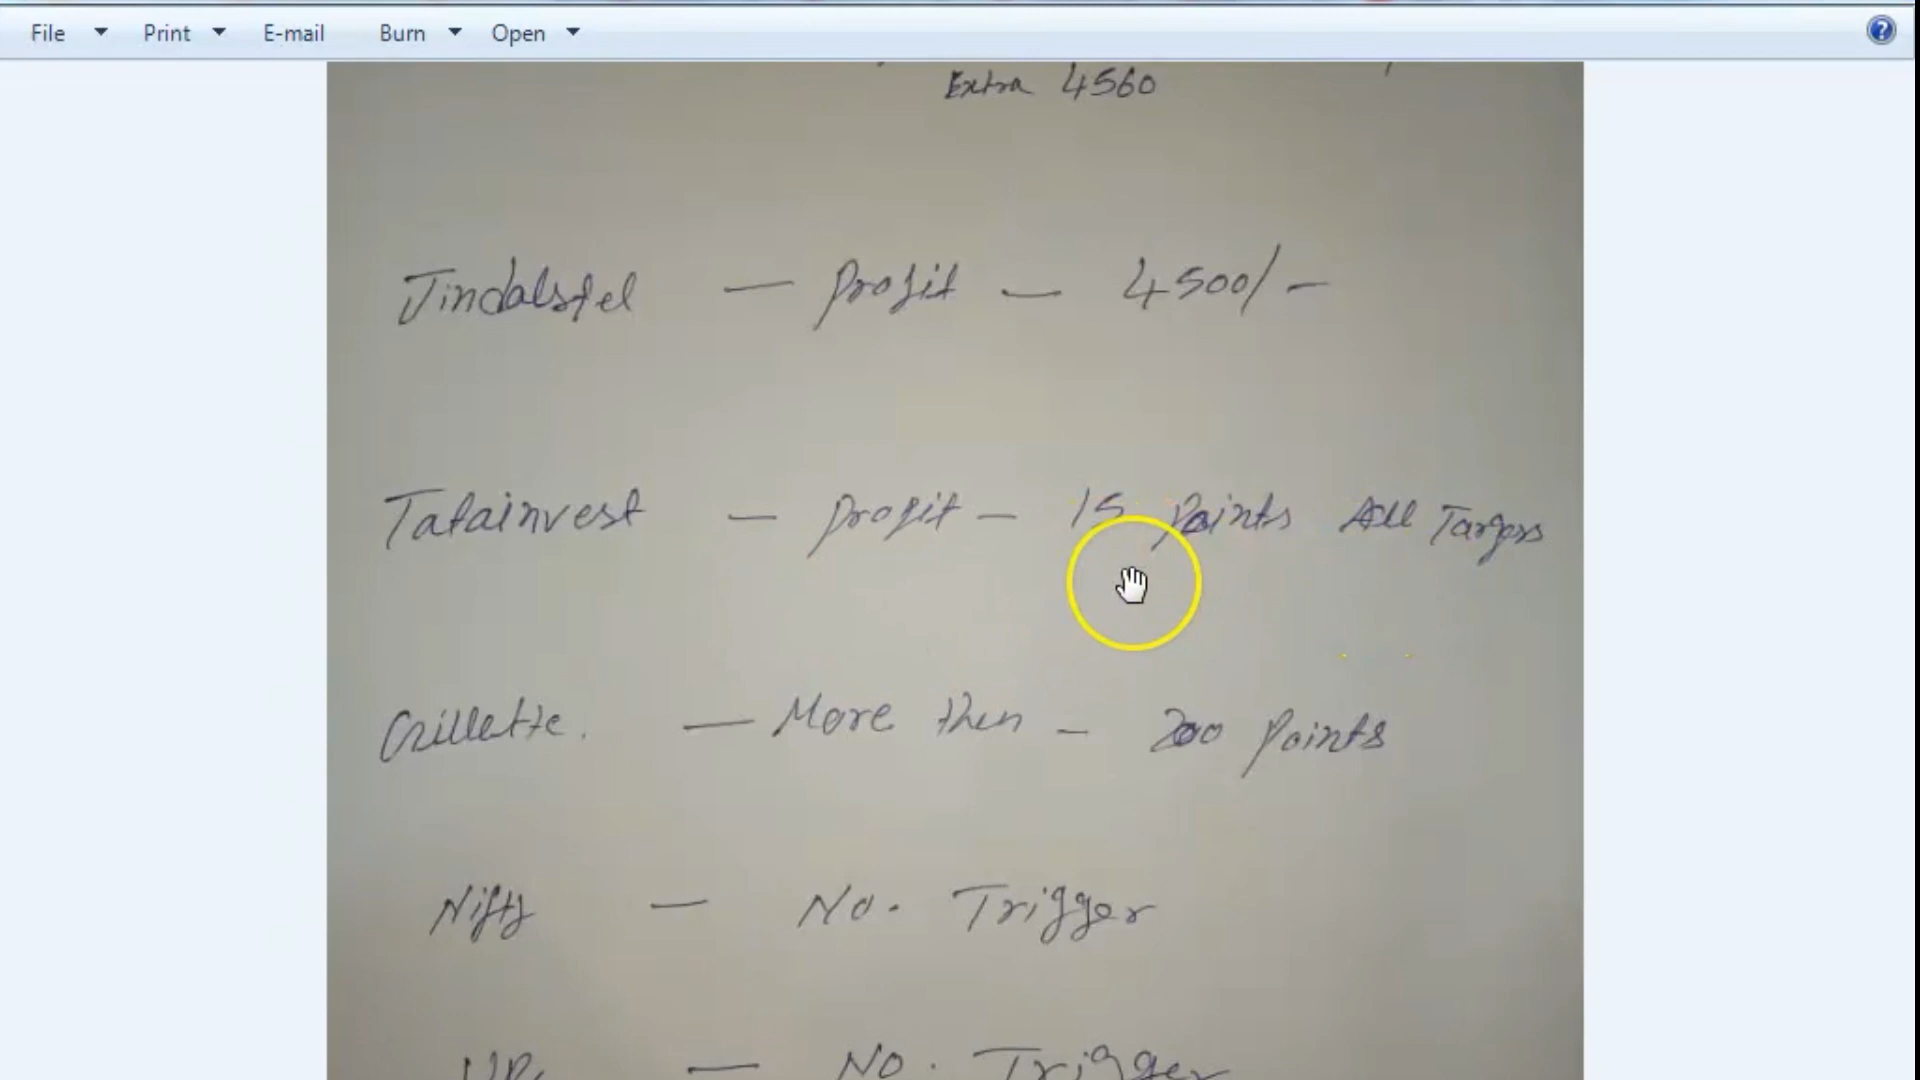 File Print E-mail Burn Open
Extra 4560
Jindalstel — Profit — 4500/-
Tatainvest — Profit — 15 Points All Targers
Gillette. — More then — 200 Points
Nifty — No. Trigger
— No. Trigger